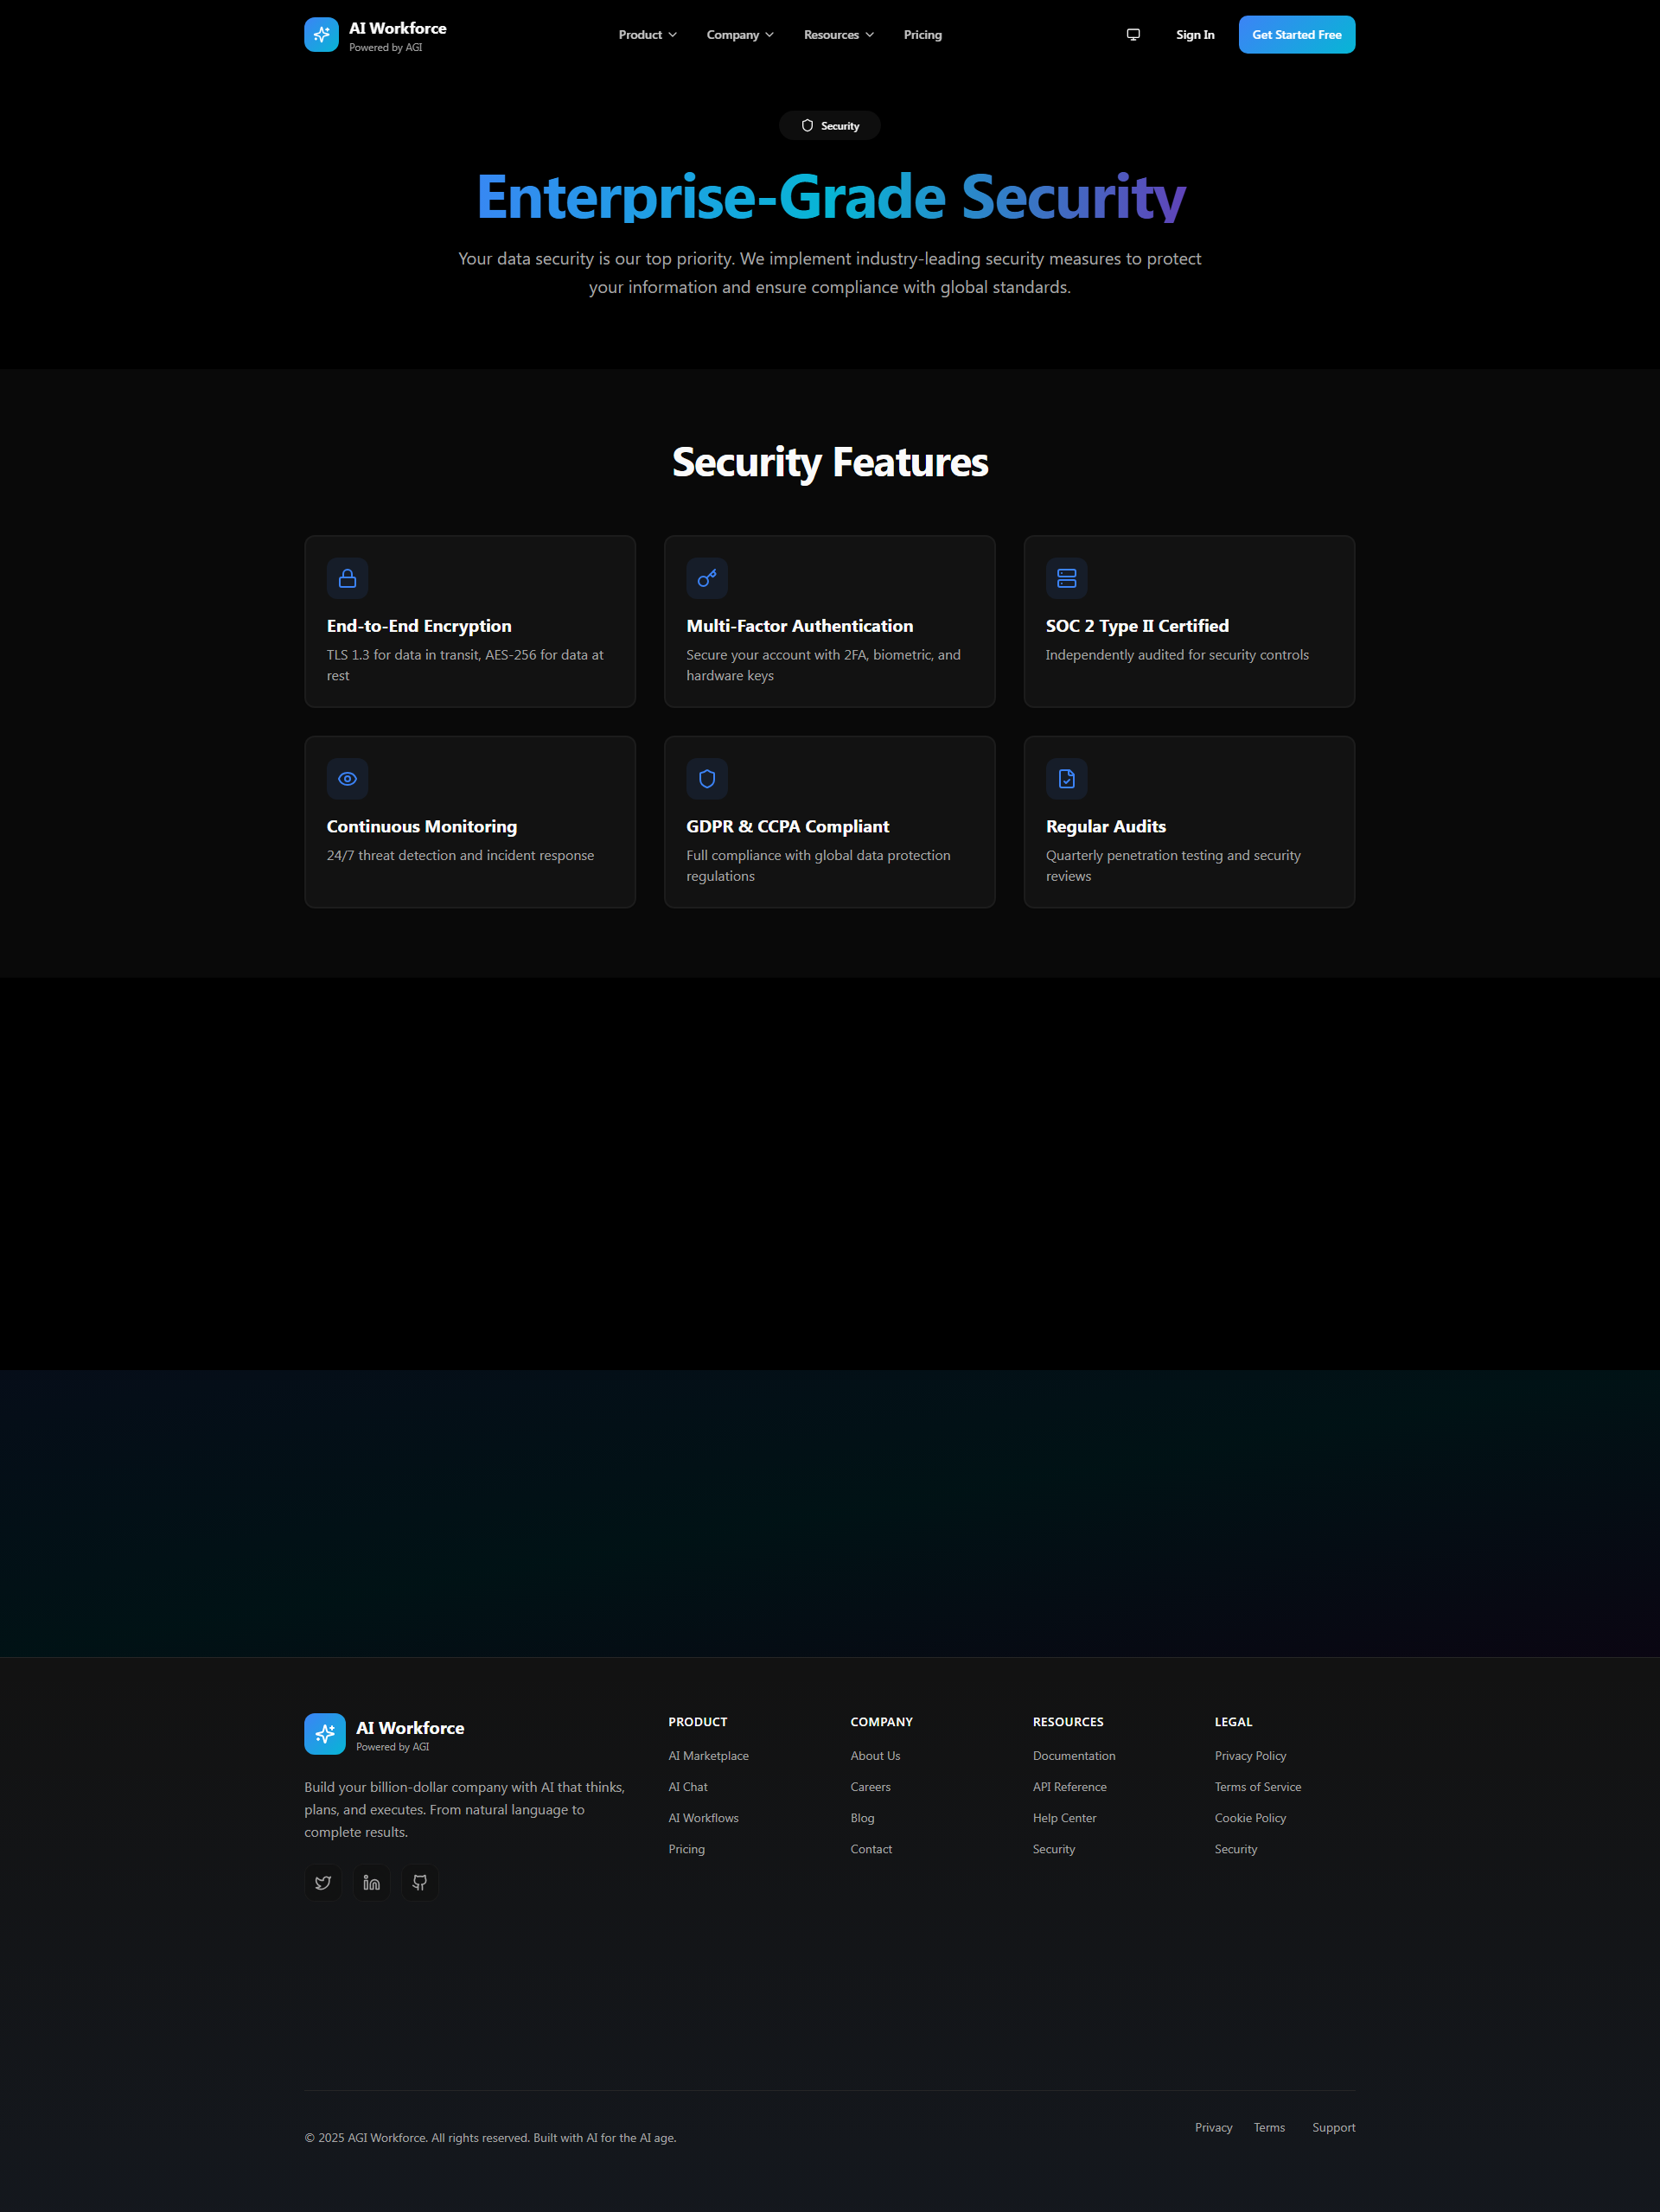 AI Workforce
Powered by AGI
Product
Company
Resources
Pricing
Sign In
Get Started Free
Security
Enterprise-Grade Security
Your data security is our top priority. We implement industry-leading security measures to protect
your information and ensure compliance with global standards.
Security Features
End-to-End Encryption
TLS 1.3 for data in transit, AES-256 for data at
rest
Multi-Factor Authentication
Secure your account with 2FA, biometric, and
hardware keys
SOC 2 Type II Certified
Independently audited for security controls
Continuous Monitoring
24/7 threat detection and incident response
GDPR & CCPA Compliant
Full compliance with global data protection
regulations
Regular Audits
Quarterly penetration testing and security
reviews
AI Workforce
Powered by AGI
Build your billion-dollar company with AI that thinks,
plans, and executes. From natural language to
complete results.
PRODUCT
AI Marketplace
AI Chat
AI Workflows
Pricing
COMPANY
About Us
Careers
Blog
Contact
RESOURCES
Documentation
API Reference
Help Center
Security
LEGAL
Privacy Policy
Terms of Service
Cookie Policy
Security
© 2025 AGI Workforce. All rights reserved. Built with AI for the AI age.
Privacy
Terms
Support